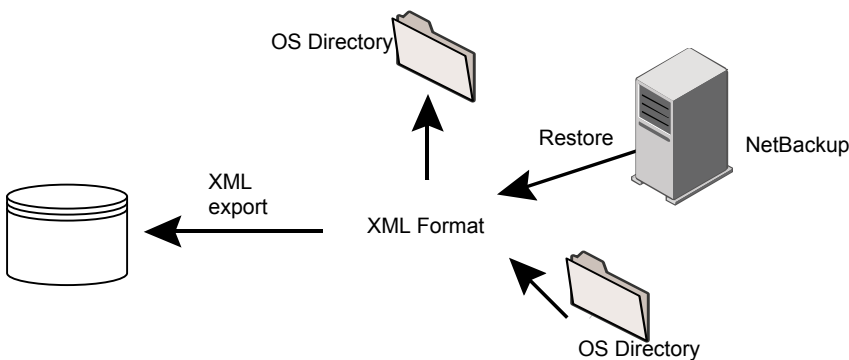 OS Directory
Restore
NetBackup
XML
export
XML Format
OS Directory